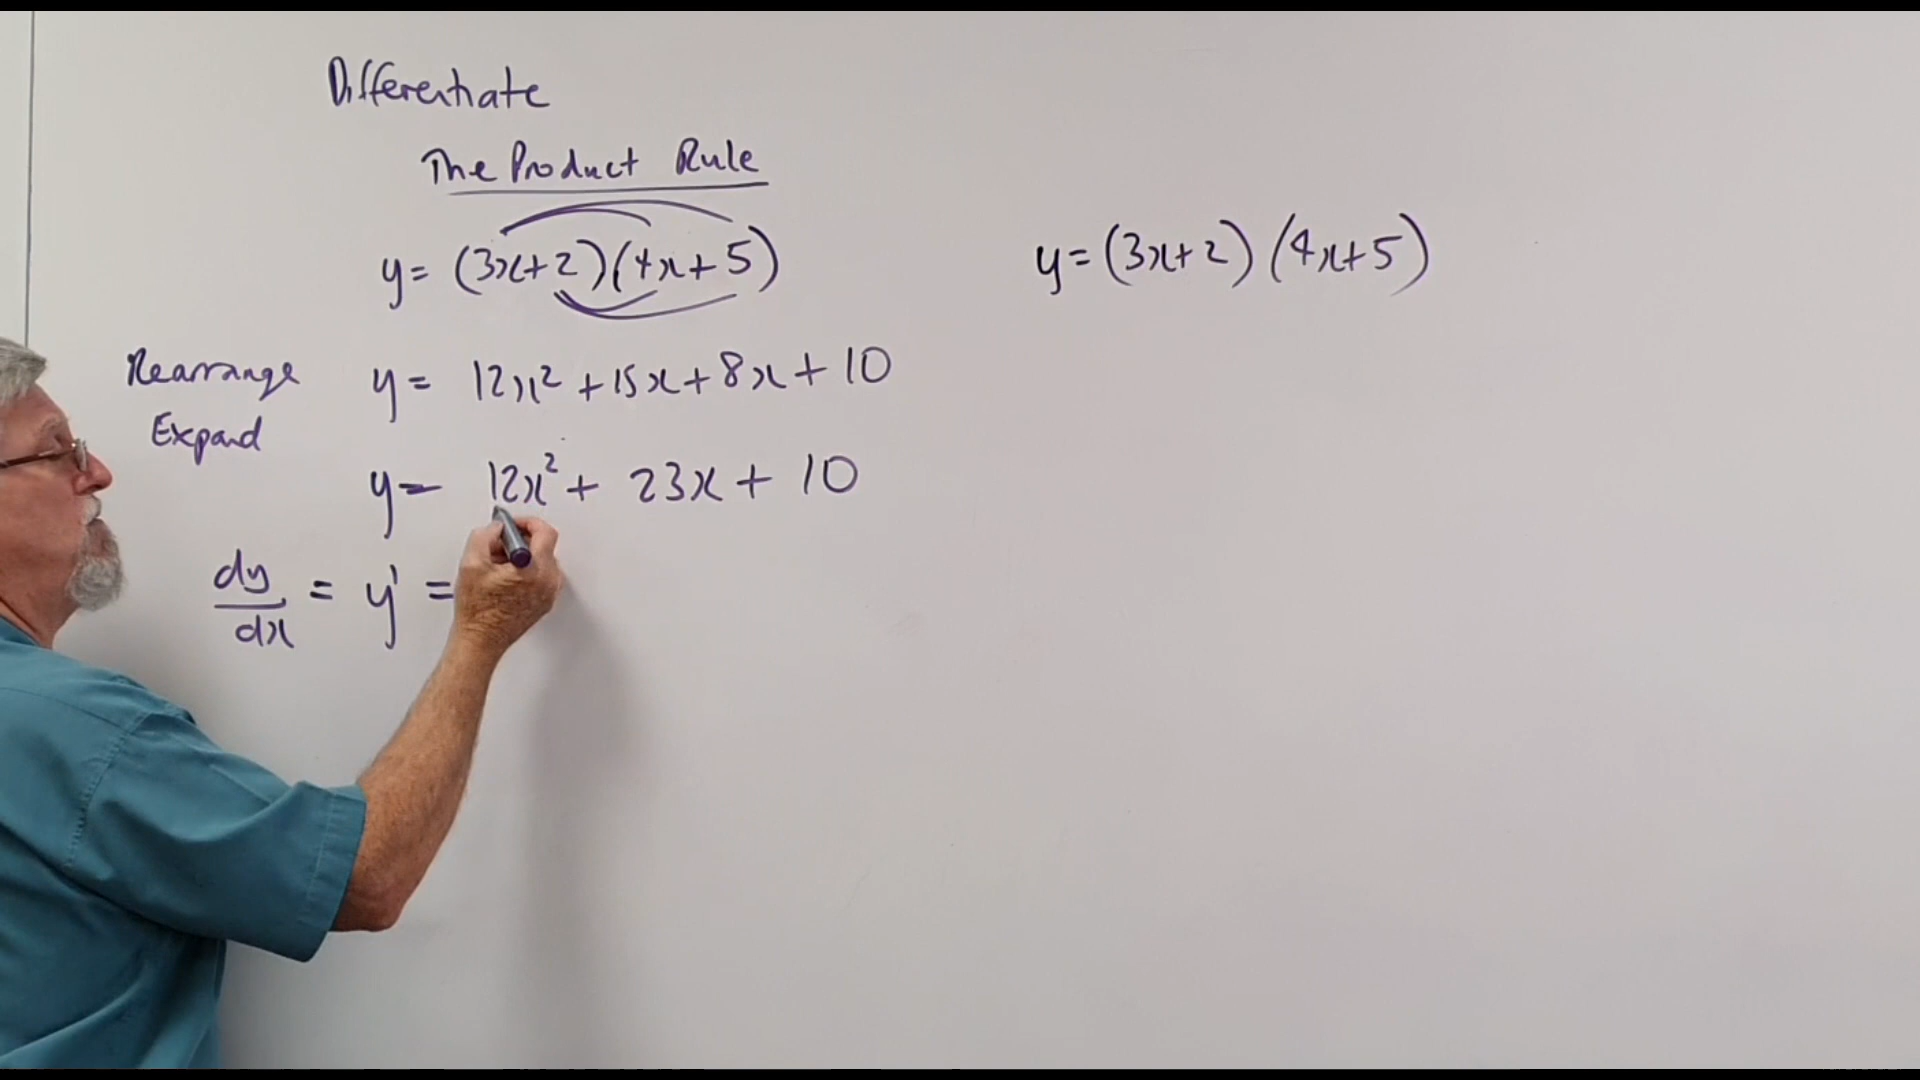 Differentiate
The Product Rule
y = (3x+2)(4x+5)
y = (3x+2) (4x+5)
Rearrange
Expand
y = 12x² + 15x + 8x + 10
y = 12x² + 23x + 10
dy/dx = y' =